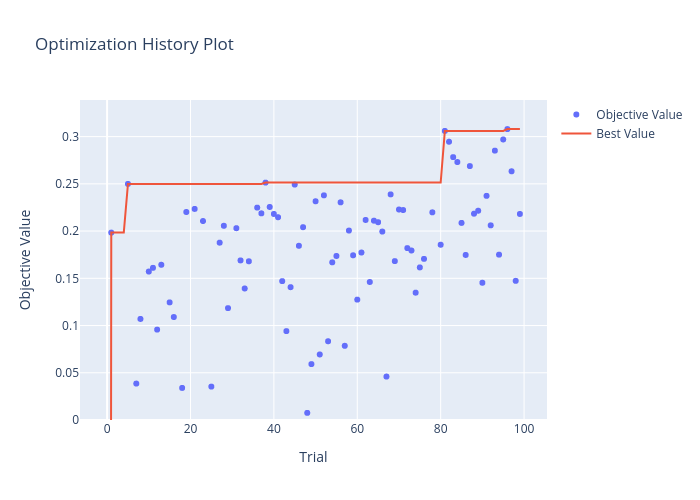 Optimization History Plot
Objective Value
Best Value
Objective Value
0.3
0.25
0.2
0.15
0.1
0.05
0
0
20
40
60
80
100
Trial